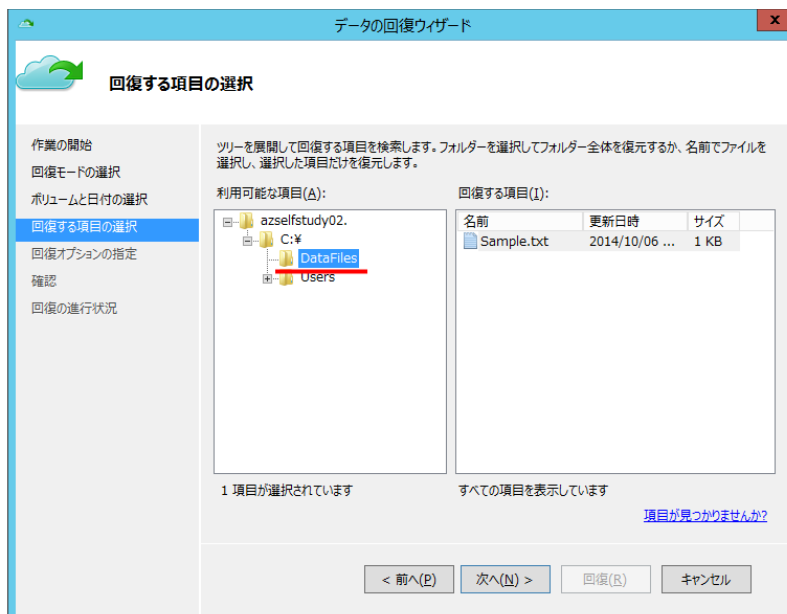 データの回復ウィザード
x
回復する項目の選択
作業の開始
回復モードの選択
ボリュームと日付の選択
回復する項目の選択
回復オプションの指定
確認
回復の進行状況
ツリーを展開して回復する項目を検索します。フォルダーを選択してフォルダー全体を復元するか、名前でファイルを
選択し、選択した項目だけを復元します。
利用可能な項目(A):
azselfstudy02.
C:¥
DataFiles
Users
1 項目が選択されています
回復する項目(I):
名前 更新日時 サイズ
Sample.txt 2014/10/06 ... 1 KB
すべての項目を表示しています
項目が見つかりませんか?
< 前へ(P) 次へ(N) > 回復(R) キャンセル